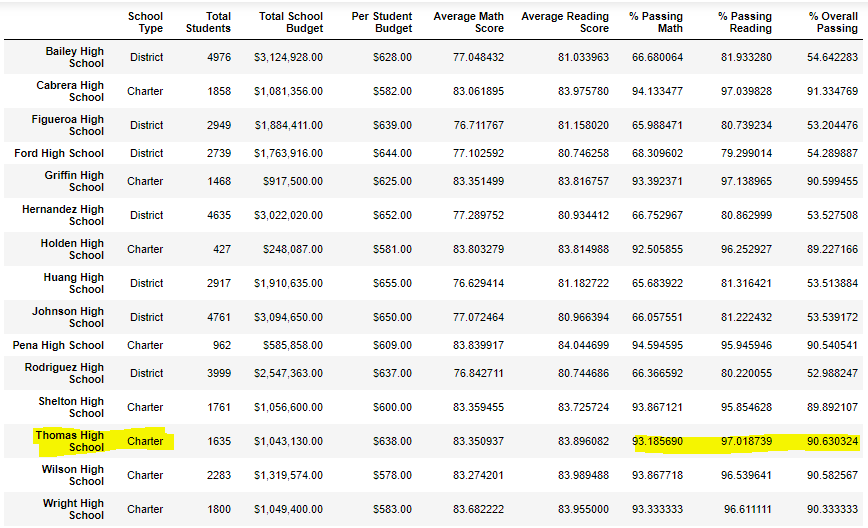 School Type Total Students Total School Budget Per Student Budget Average Math Score Average Reading Score % Passing Math % Passing Reading % Overall Passing
Bailey High School District 4976 $3,124,928.00 $628.00 77.048432 81.033963 66.680064 81.933280 54.642283
Cabrera High School Charter 1858 $1,081,356.00 $582.00 83.061895 83.975780 94.133477 97.039828 91.334769
Figueroa High School District 2949 $1,884,411.00 $639.00 76.711767 81.158020 65.988471 80.739234 53.204476
Ford High School District 2739 $1,763,916.00 $644.00 77.102592 80.746258 68.309602 79.299014 54.289887
Griffin High School Charter 1468 $917,500.00 $625.00 83.351499 83.816757 93.392371 97.138965 90.599455
Hernandez High School District 4635 $3,022,020.00 $652.00 77.289752 80.934412 66.752967 80.862999 53.527508
Holden High School Charter 427 $248,087.00 $581.00 83.803279 83.814988 92.505855 96.252927 89.227166
Huang High School District 2917 $1,910,635.00 $655.00 76.629414 81.182722 65.683922 81.316421 53.513884
Johnson High School District 4761 $3,094,650.00 $650.00 77.072464 80.966394 66.057551 81.222432 53.539172
Pena High School Charter 962 $585,858.00 $609.00 83.839917 84.044699 94.594595 95.945946 90.540541
Rodriguez High School District 3999 $2,547,363.00 $637.00 76.842711 80.744686 66.366592 80.220055 52.988247
Shelton High School Charter 1761 $1,056,600.00 $600.00 83.359455 83.725724 93.867121 95.854628 89.892107
Thomas High School Charter 1635 $1,043,130.00 $638.00 83.350937 83.896082 93.185690 97.018739 90.630324
Wilson High School Charter 2283 $1,319,574.00 $578.00 83.274201 83.989488 93.867718 96.539641 90.582567
Wright High School Charter 1800 $1,049,400.00 $583.00 83.682222 83.955000 93.333333 96.611111 90.333333